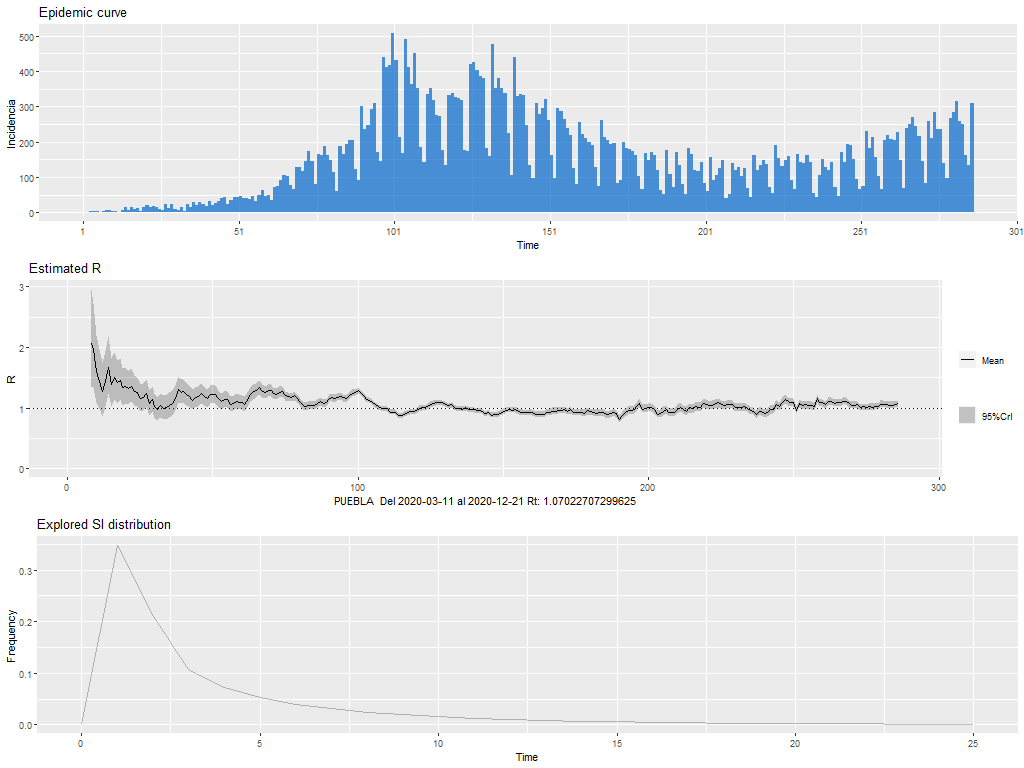 Epidemic curve
500
400
300
200
100
0
Incidencia
1
51
101
151
201
251
301
Time
Estimated R
3
2
1
0
R
0
100
200
300
PUEBLA Del 2020-03-11 al 2020-12-21 Rt: 1.07022707299625
Mean
95%CrI
Explored SI distribution
0.3
0.2
0.1
0.0
Frequency
0
5
10
15
20
25
Time